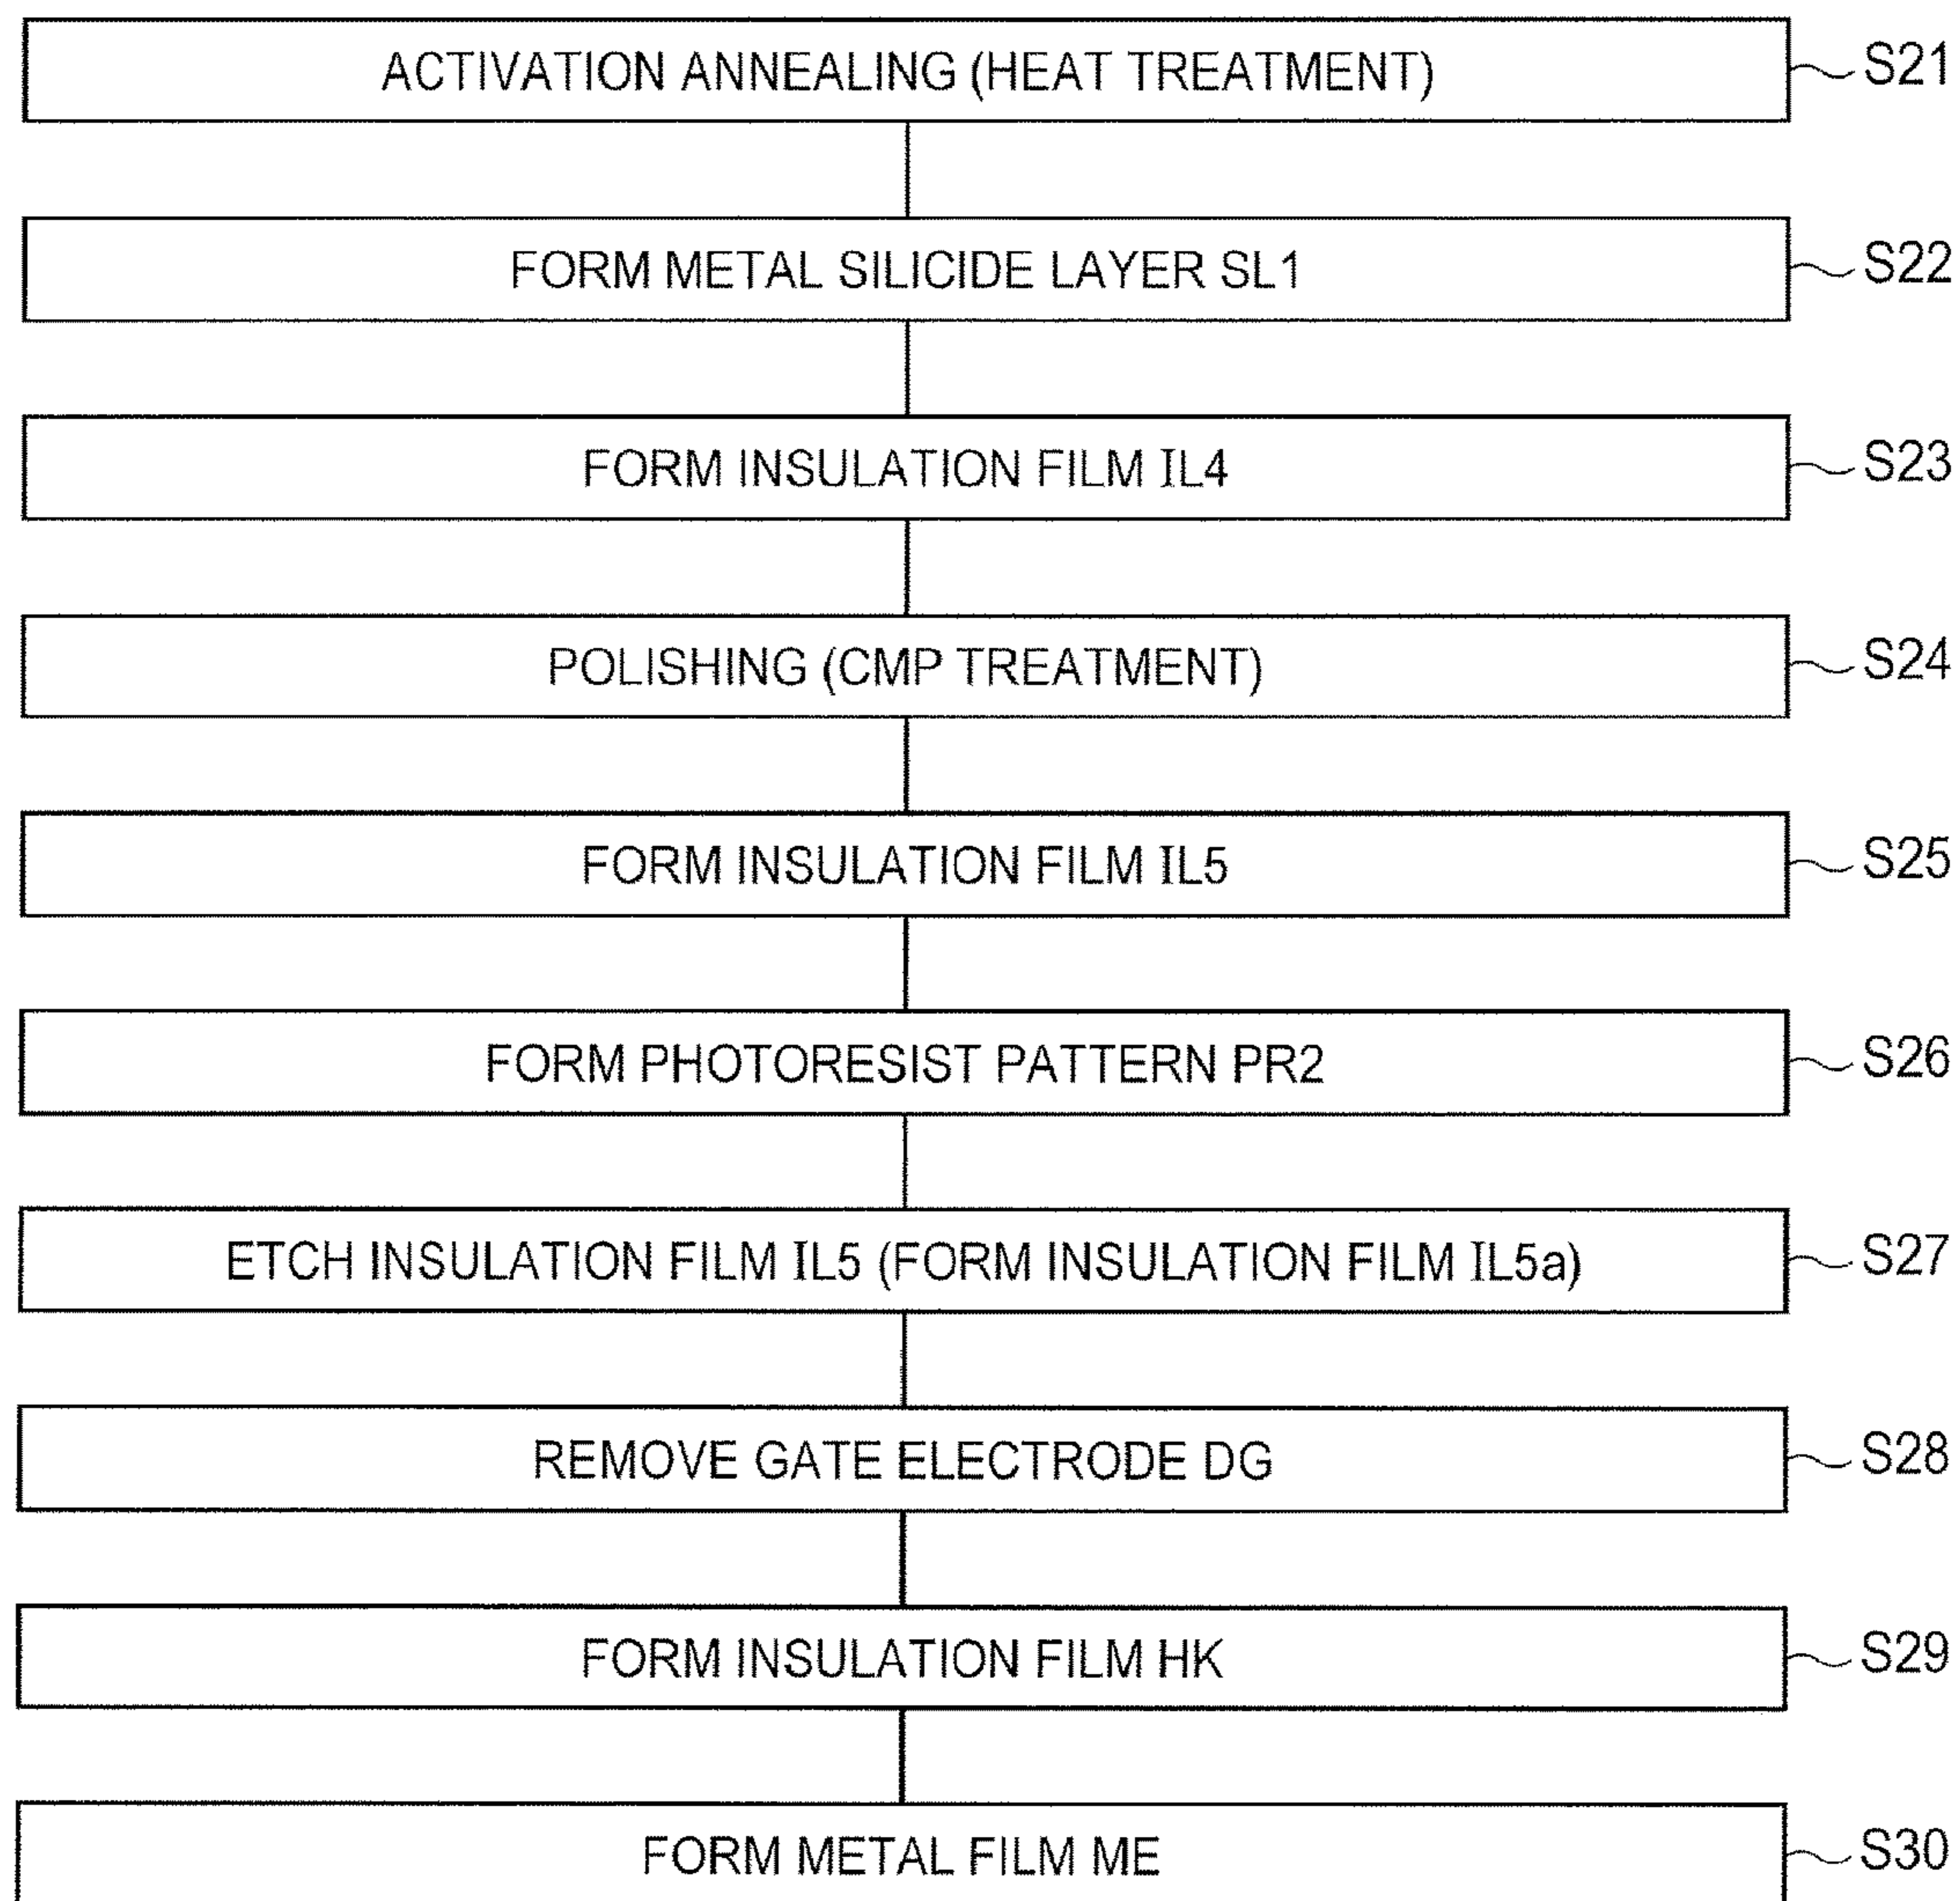 ACTIVATION ANNEALING (HEAT TREATMENT) S21
FORM METAL SILICIDE LAYER SL1 S22
FORM INSULATION FILM IL4 S23
POLISHING (CMP TREATMENT) S24
FORM INSULATION FILM IL5 S25
FORM PHOTORESIST PATTERN PR2 S26
ETCH INSULATION FILM IL5 (FORM INSULATION FILM IL5a) S27
REMOVE GATE ELECTRODE DG S28
FORM INSULATION FILM HK S29
FORM METAL FILM ME S30